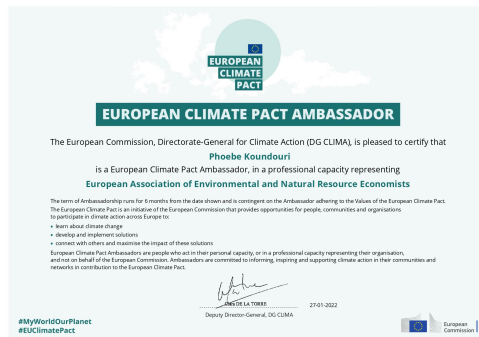 EUROPEAN
CLIMATE
PACT
EUROPEAN CLIMATE PACT AMBASSADOR
The European Commission, Directorate-General for Climate Action (DG CLIMA), is pleased to certify that
Phoebe Koundouri
is a European Climate Pact Ambassador, in a professional capacity representing
European Association of Environmental and Natural Resource Economists
The term of Ambassadorship runs for 6 months from the date shown and is contingent on the Ambassador adhering to the Values of the European Climate Pact.
The European Climate Pact is an initiative of the European Commission that provides opportunities for people, communities and organisations
to participate in climate action across Europe to:
• learn about climate change
• develop and implement solutions
• connect with others and maximise the impact of these solutions
European Climate Pact Ambassadors are people who act in their personal capacity, or in a professional capacity representing their organisation,
and not on behalf of the European Commission. Ambassadors are committed to informing, inspiring and supporting climate action in their communities and
networks in contribution to the European Climate Pact.
DE LA TORRE
27-01-2022
Deputy Director-General, DG CLIMA
#MyWorldOurPlanet
#EUClimatePact
European
Commission